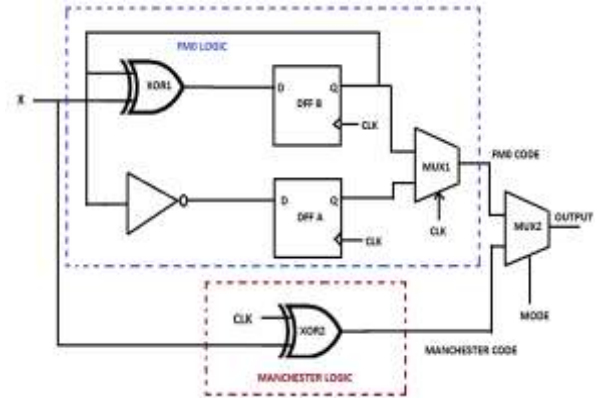 FM0 LOGIC
X
XOR1
D
Q
DFF B
CLK
MUX1
FM0 CODE
D
Q
DFF A
CLK
CLK
MUX2
OUTPUT
MODE
CLK
XOR2
MANCHESTER CODE
MANCHESTER LOGIC